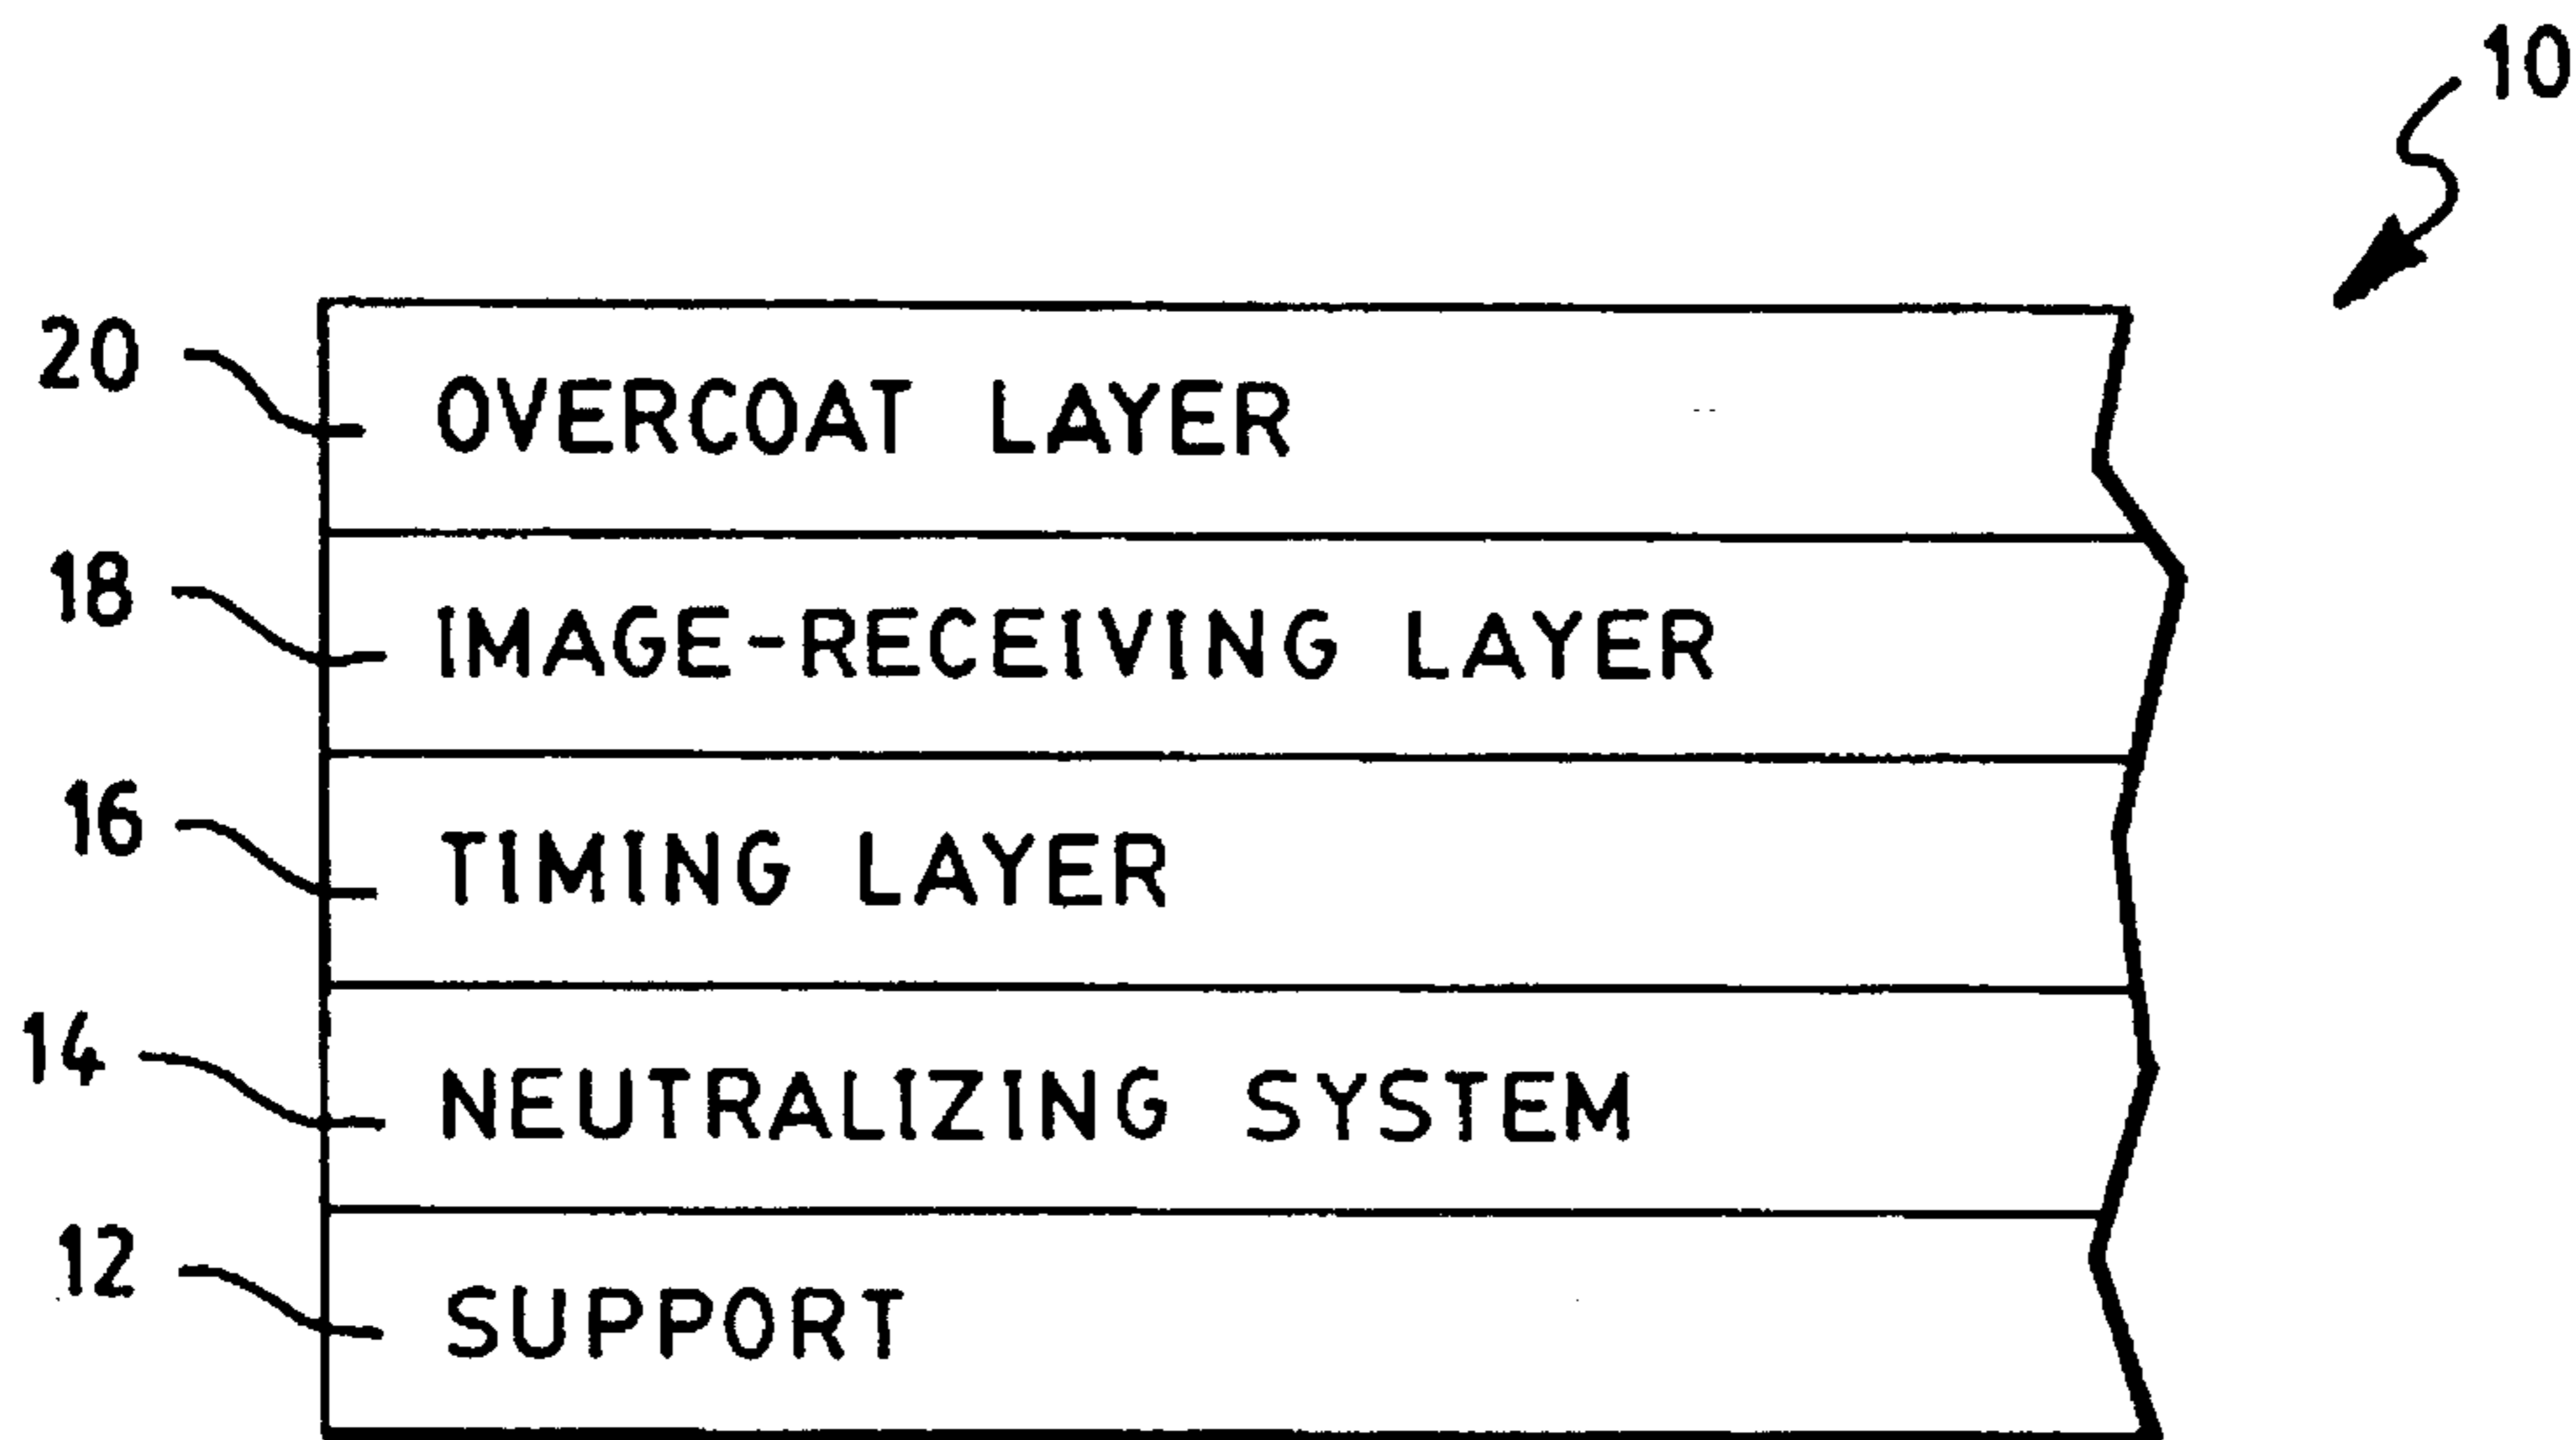 10
20 OVERCOAT LAYER
18 IMAGE-RECEIVING LAYER
16 TIMING LAYER
14 NEUTRALIZING SYSTEM
12 SUPPORT